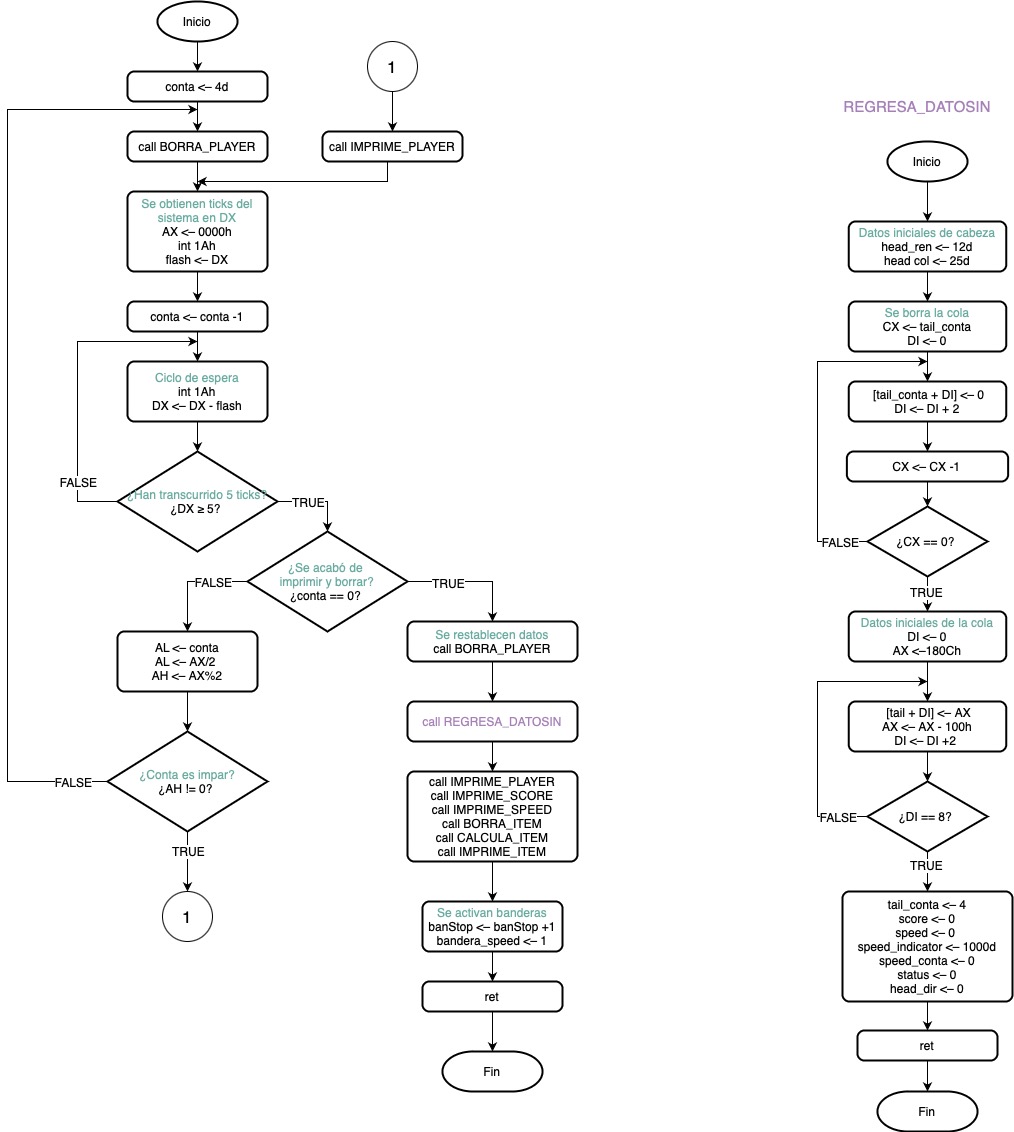 Inicio
conta <– 4d
call BORRA_PLAYER
1
call IMPRIME_PLAYER
Se obtienen ticks del
sistema en DX
AX <– 0000h
int 1Ah
flash <– DX
conta <– conta -1
Ciclo de espera
int 1Ah
DX <– DX - flash
¿Han transcurrido 5 ticks?
¿DX ≥ 5?
FALSE
TRUE
¿Se acabó de
imprimir y borrar?
¿conta == 0?
FALSE
TRUE
AL <– conta
AL <– AX/2
AH <– AX%2
¿Conta es impar?
¿AH != 0?
FALSE
TRUE
1
Se restablecen datos
call BORRA_PLAYER
call REGRESA_DATOSIN
call IMPRIME_PLAYER
call IMPRIME_SCORE
call IMPRIME_SPEED
call BORRA_ITEM
call CALCULA_ITEM
call IMPRIME_ITEM
Se activan banderas
banStop <– banStop +1
bandera_speed <– 1
ret
Fin
REGRESA_DATOSIN
Inicio
Datos iniciales de cabeza
head_ren <– 12d
head col <– 25d
Se borra la cola
CX <– tail_conta
DI <– 0
[tail_conta + DI] <– 0
DI <– DI + 2
CX <– CX -1
¿CX == 0?
FALSE
TRUE
Datos iniciales de la cola
DI <– 0
AX <–180Ch
[tail + DI] <– AX
AX <– AX - 100h
DI <– DI +2
¿DI == 8?
FALSE
TRUE
tail_conta <– 4
score <– 0
speed <– 0
speed_indicator <– 1000d
speed_conta <– 0
status <– 0
head_dir <– 0
ret
Fin